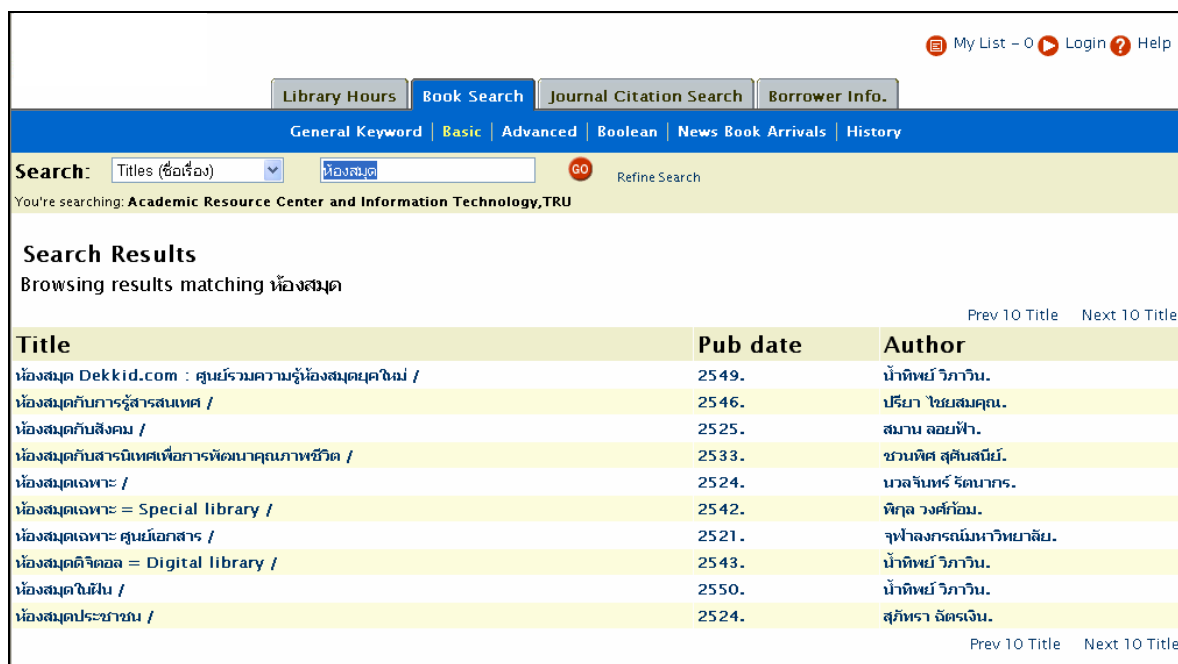 My List - 0 Login Help
Library Hours Book Search Journal Citation Search Borrower Info.
General Keyword | Basic | Advanced | Boolean | News Book Arrivals | History
Search: Titles (ชื่อเรื่อง) ห้องสมุด GO Refine Search
You're searching: Academic Resource Center and Information Technology,TRU
Search Results
Browsing results matching ห้องสมุด
Prev 10 Title Next 10 Title
Title Pub date Author
ห้องสมุด Dekkid.com : ศูนย์รวมความรู้ห้องสมุดยุคใหม่ / 2549. น้ำทิพย์ วิภาวิน.
ห้องสมุดกับการรู้สารสนเทศ / 2546. ปรียา ไชยสมคุณ.
ห้องสมุดกับสังคม / 2525. สมาน ลอยฟ้า.
ห้องสมุดกับสารนิเทศเพื่อการพัฒนาคุณภาพชีวิต / 2533. ชวนพิศ สุศันสนีย์.
ห้องสมุดเฉพาะ / 2524. นวลจันทร์ รัตนากร.
ห้องสมุดเฉพาะ = Special library / 2542. พิกุล วงศ์ก้อม.
ห้องสมุดเฉพาะ ศูนย์เอกสาร / 2521. จุฬาลงกรณ์มหาวิทยาลัย.
ห้องสมุดดิจิตอล = Digital library / 2543. น้ำทิพย์ วิภาวิน.
ห้องสมุดในฝัน / 2550. น้ำทิพย์ วิภาวิน.
ห้องสมุดประชาชน / 2524. สุภัทรา ฉัตรเงิน.
Prev 10 Title Next 10 Title